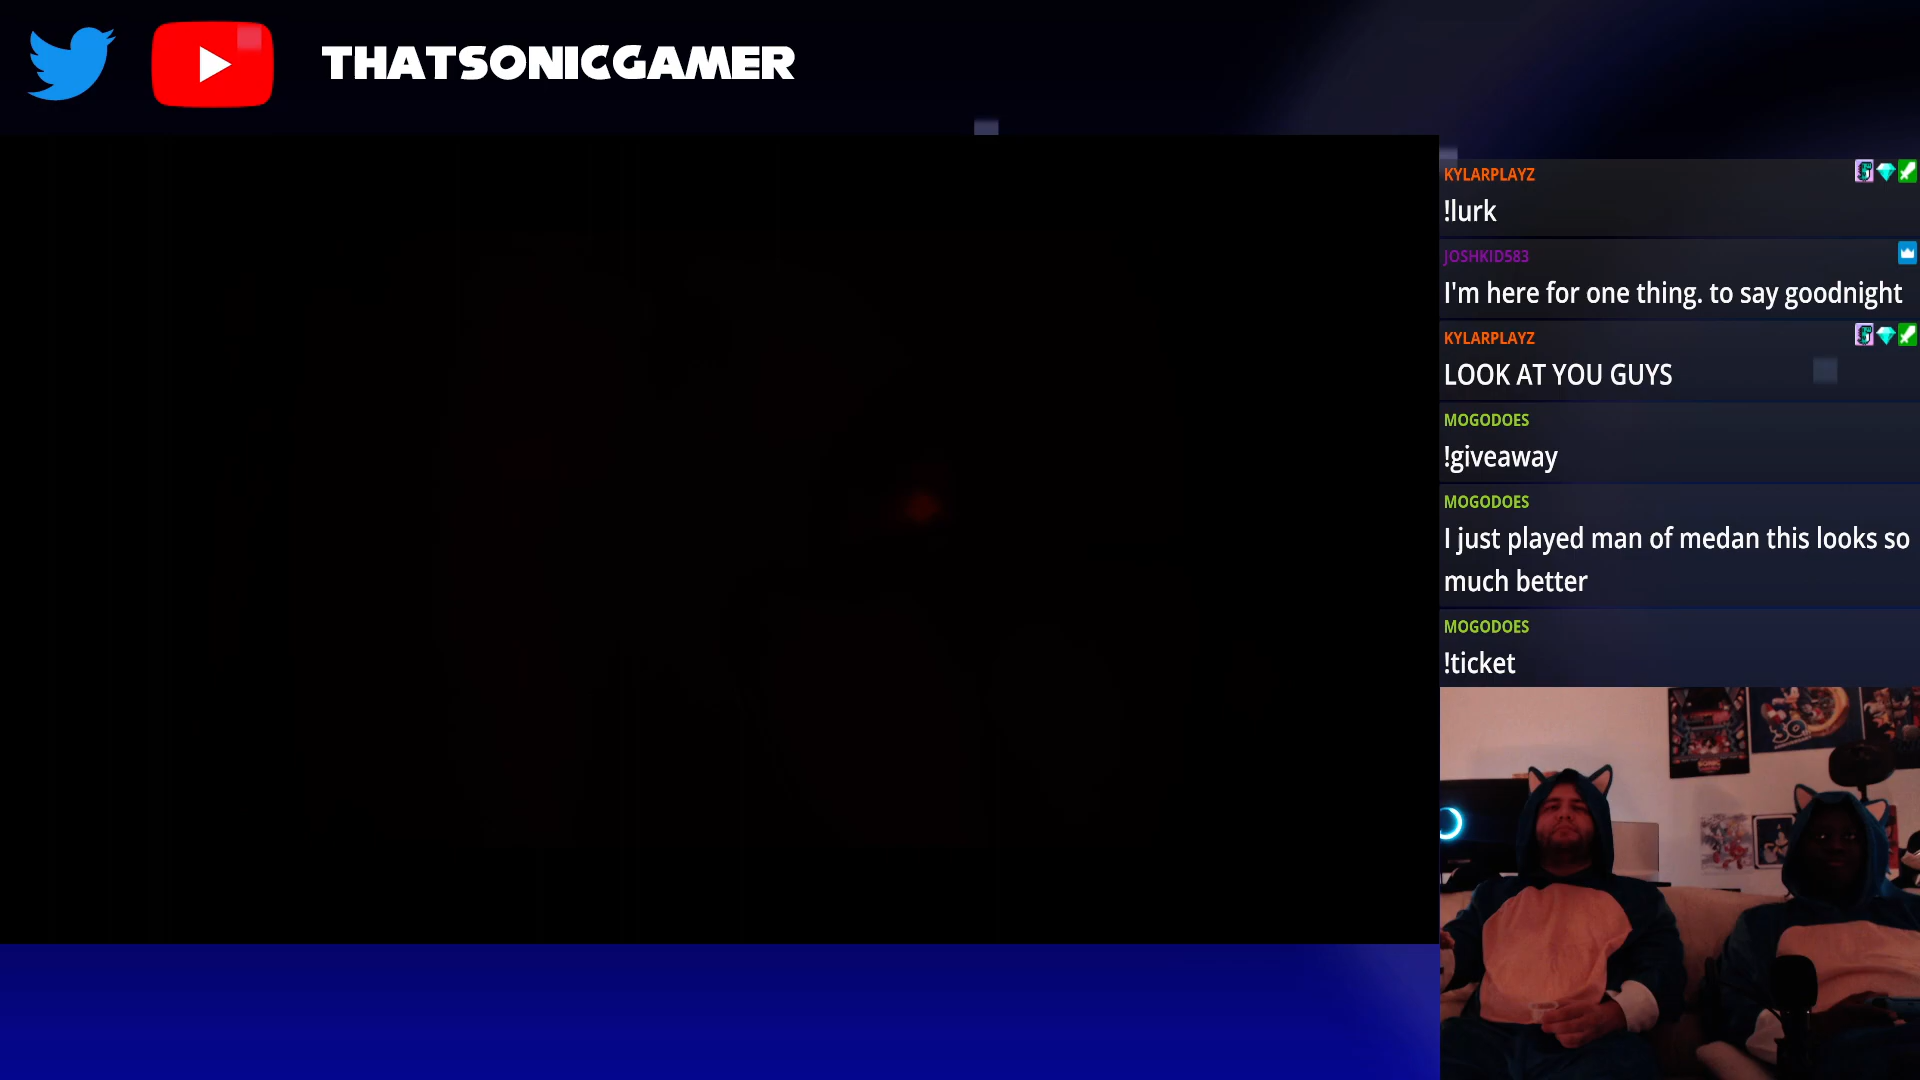 THATSONICGAMER
KYLARPLAYZ
!lurk
JOSHKID583
I'm here for one thing. to say goodnight
KYLARPLAYZ
LOOK AT YOU GUYS
MOGODOES
!giveaway
MOGODOES
I just played man of medan this looks so
much better
MOGODOES
!ticket